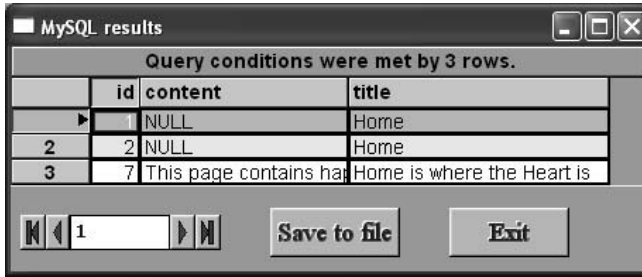 MySQL results
Query conditions were met by 3 rows.
id content title
1 NULL Home
2 2 NULL Home
3 7 This page contains hap Home is where the Heart is
1 Save to file Exit